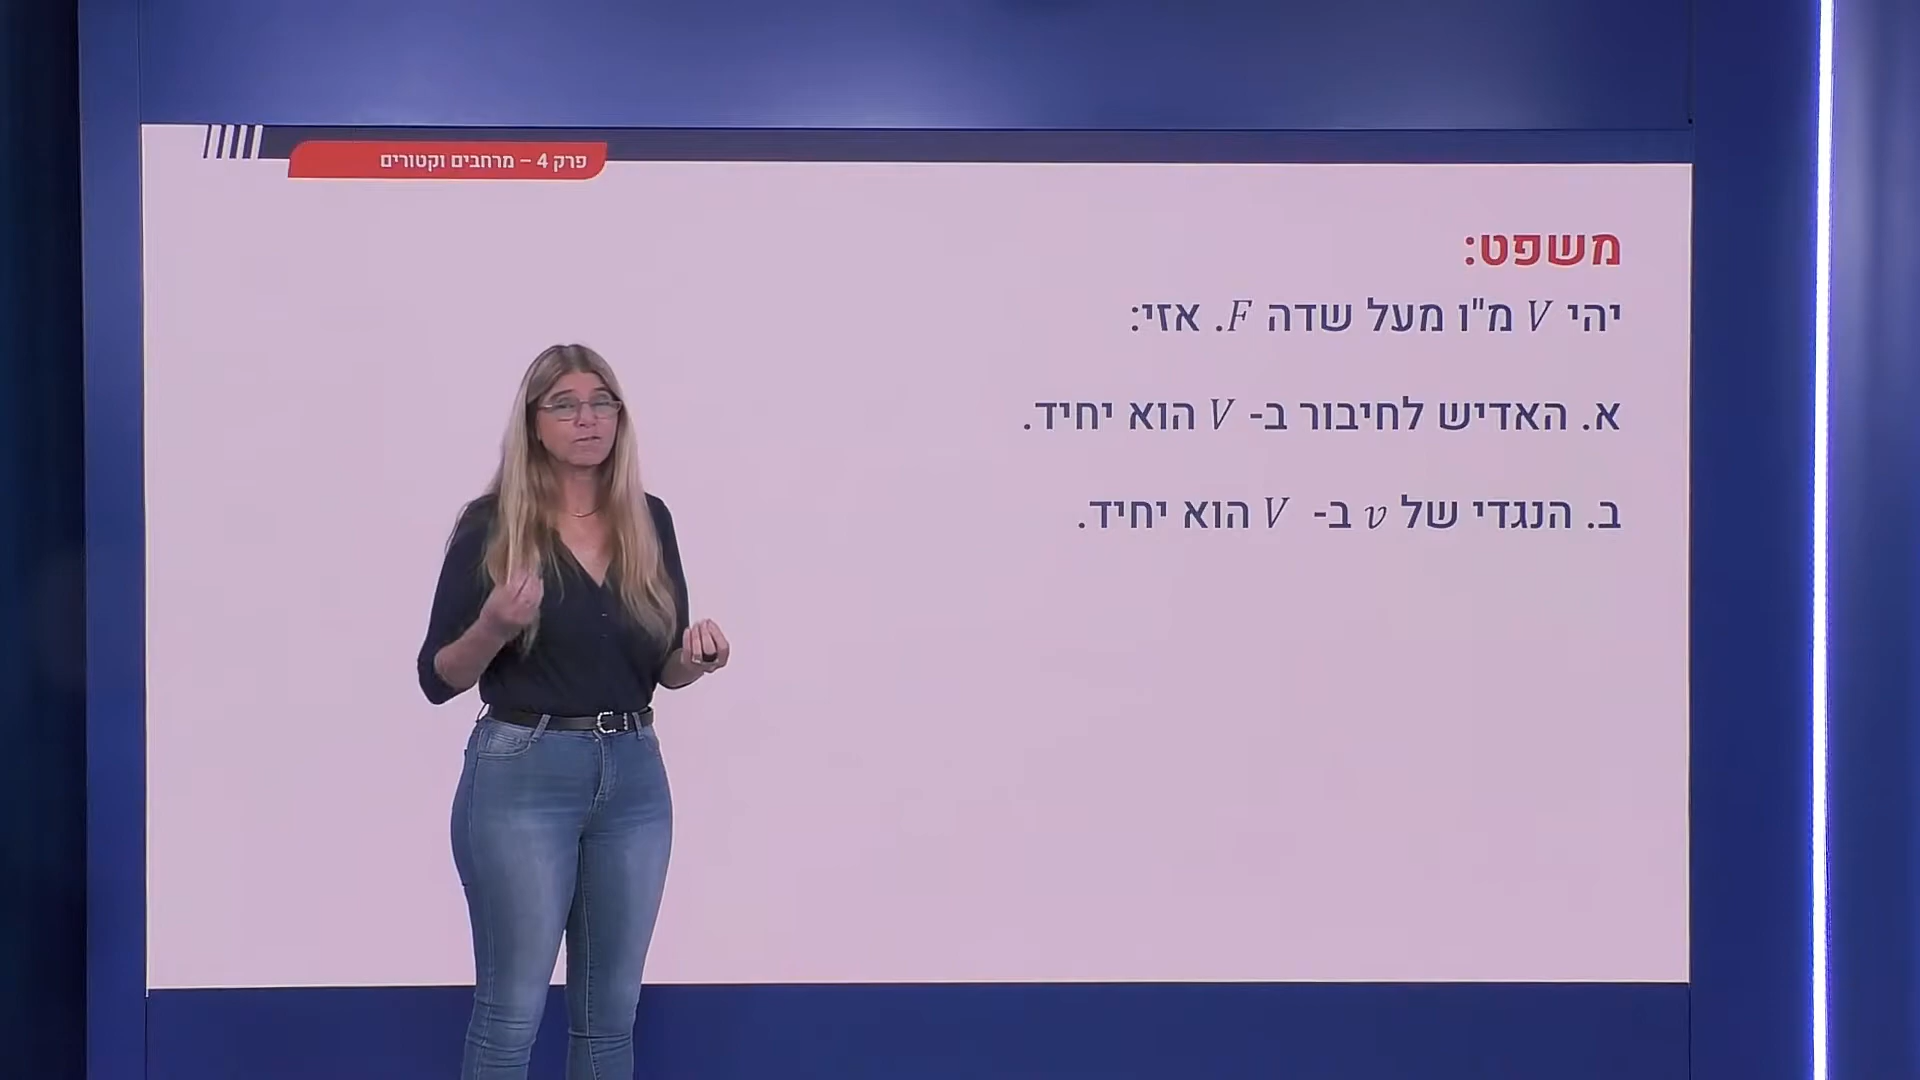 פרק 4 – מרחבים וקטורים
משפט:
יהי V מ"ו מעל שדה F. אזי:
א. האדיש לחיבור ב- V הוא יחיד.
ב. הנגדי של v ב- V הוא יחיד.